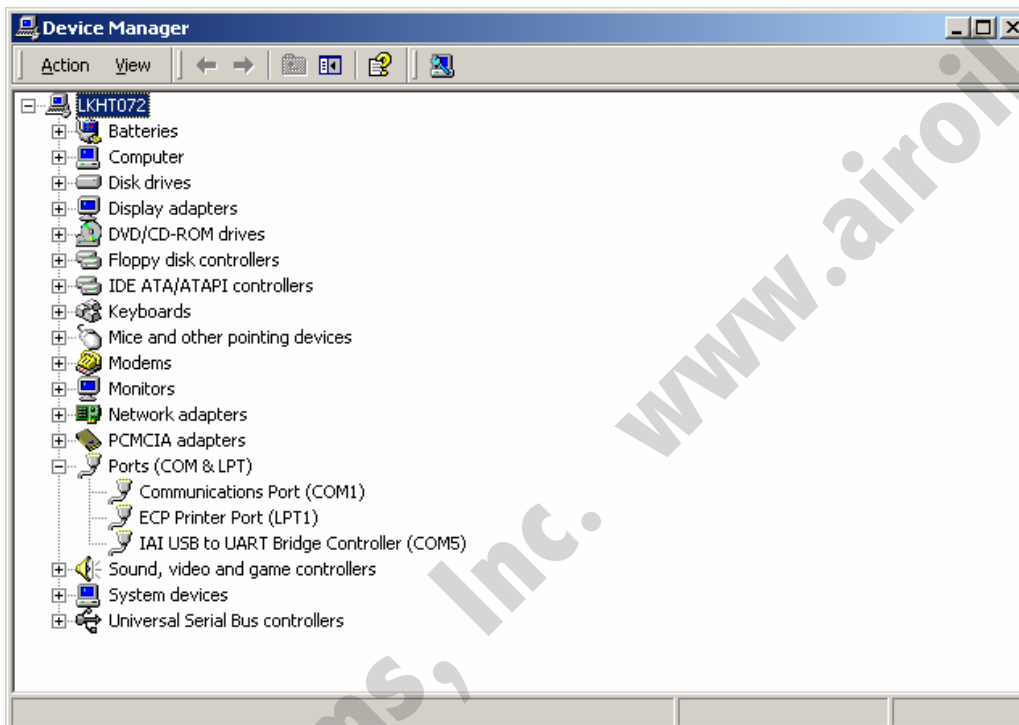 Device Manager
Action View
LKHT072
Batteries
Computer
Disk drives
Display adapters
DVD/CD-ROM drives
Floppy disk controllers
IDE ATA/ATAPI controllers
Keyboards
Mice and other pointing devices
Modems
Monitors
Network adapters
PCMCIA adapters
Ports (COM & LPT)
Communications Port (COM1)
ECP Printer Port (LPT1)
IAI USB to UART Bridge Controller (COM5)
Sound, video and game controllers
System devices
Universal Serial Bus controllers
ms, Inc. www.airoil